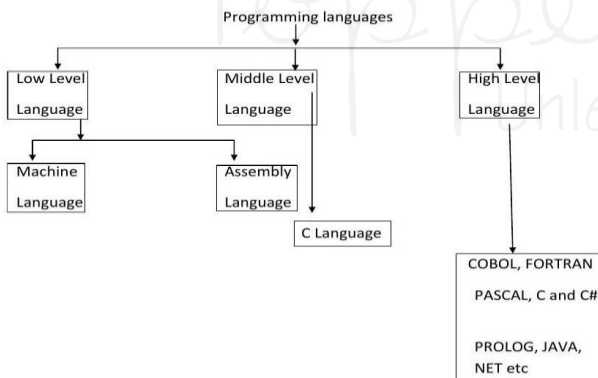 Programming languages
Low Level
Language
Middle Level
Language
High Level
Language
Machine
Language
Assembly
Language
C Language
COBOL, FORTRAN
PASCAL, C and C#
PROLOG, JAVA,
NET etc